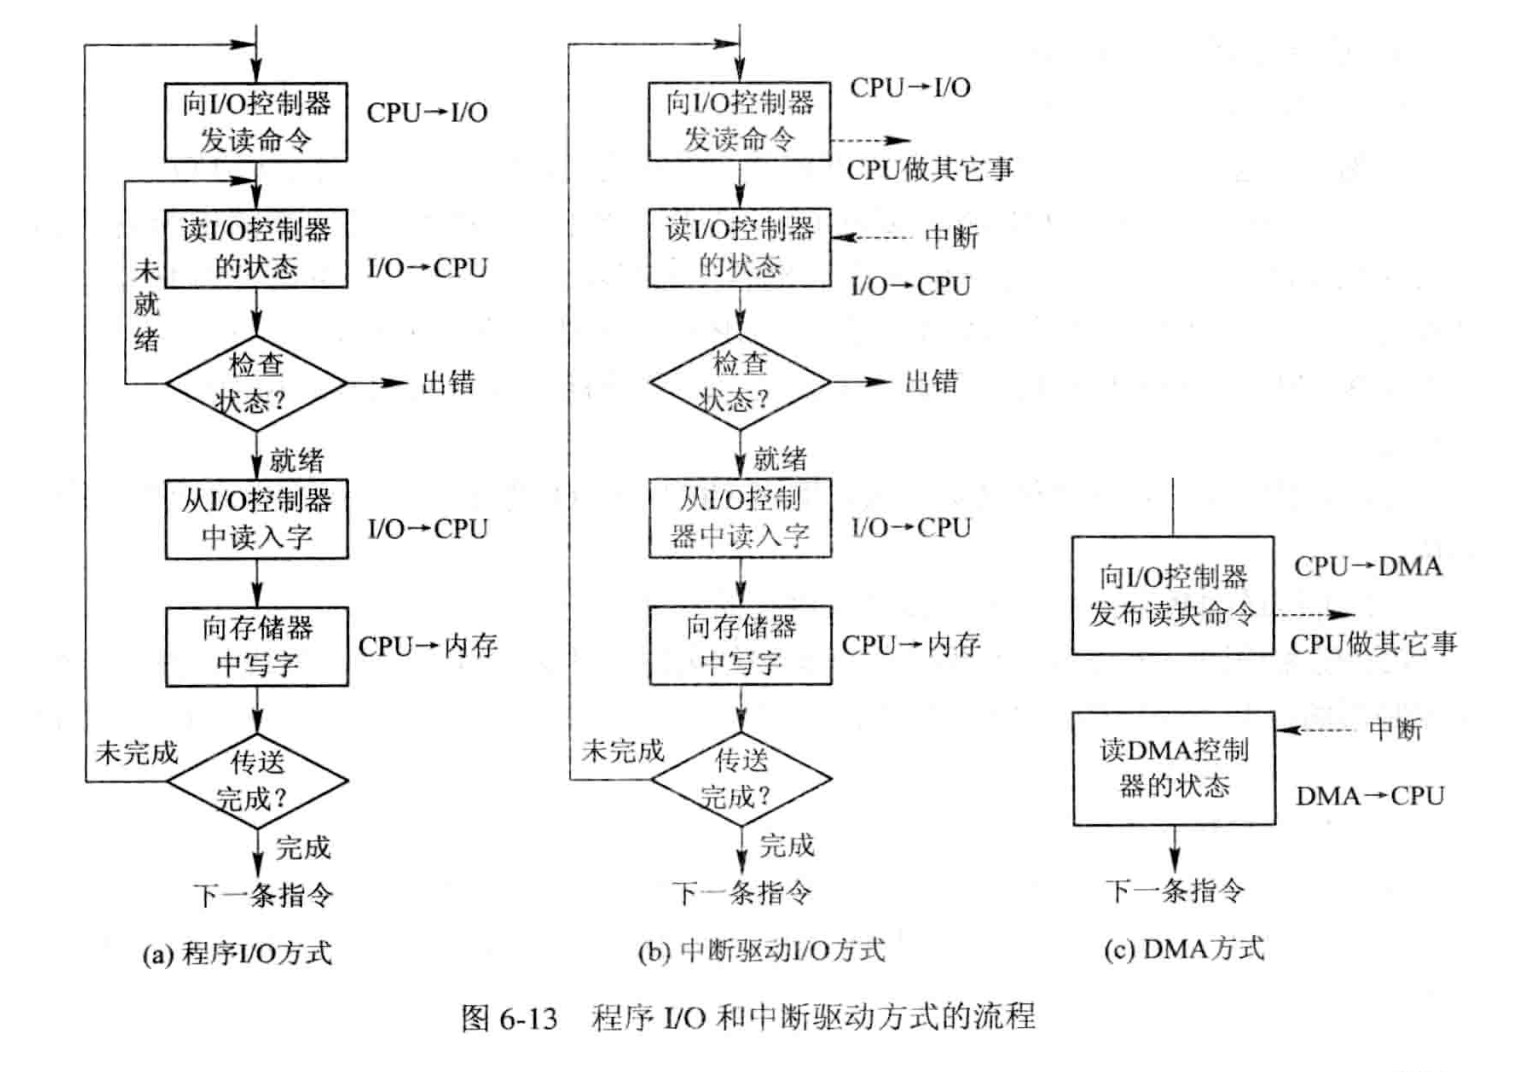 向I/O控制器
发读命令
CPU→I/O
读I/O控制器
的状态
I/O→CPU
未
就
绪
检查
状态？
出错
就绪
从I/O控制器
中读入字
I/O→CPU
向存储器
中写字
CPU→内存
未完成
传送
完成？
完成
下一条指令
(a) 程序I/O方式
向I/O控制器
发读命令
CPU→I/O
CPU做其它事
读I/O控制器
的状态
中断
I/O→CPU
检查
状态？
出错
就绪
从I/O控制
器中读入字
I/O→CPU
向存储器
中写字
CPU→内存
未完成
传送
完成？
完成
下一条指令
(b) 中断驱动I/O方式
向I/O控制器
发布读块命令
CPU→DMA
CPU做其它事
读DMA控制
器的状态
中断
DMA→CPU
下一条指令
(c) DMA方式
图 6-13 程序 I/O 和中断驱动方式的流程